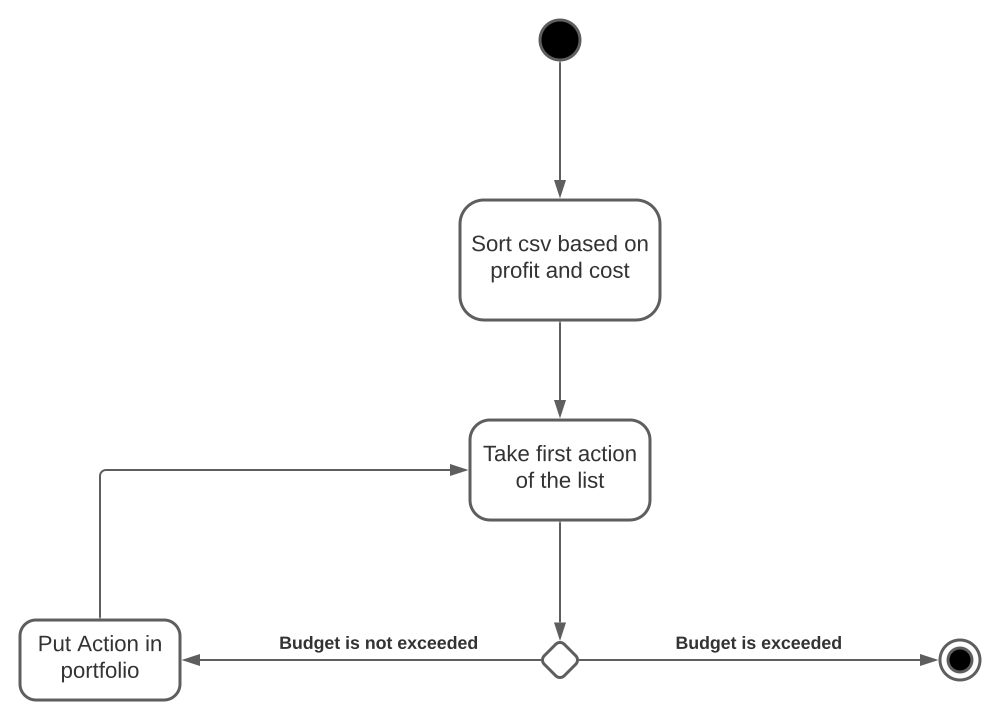 Sort csv based on
profit and cost
Take first action
of the list
Put Action in
portfolio
Budget is not exceeded
Budget is exceeded